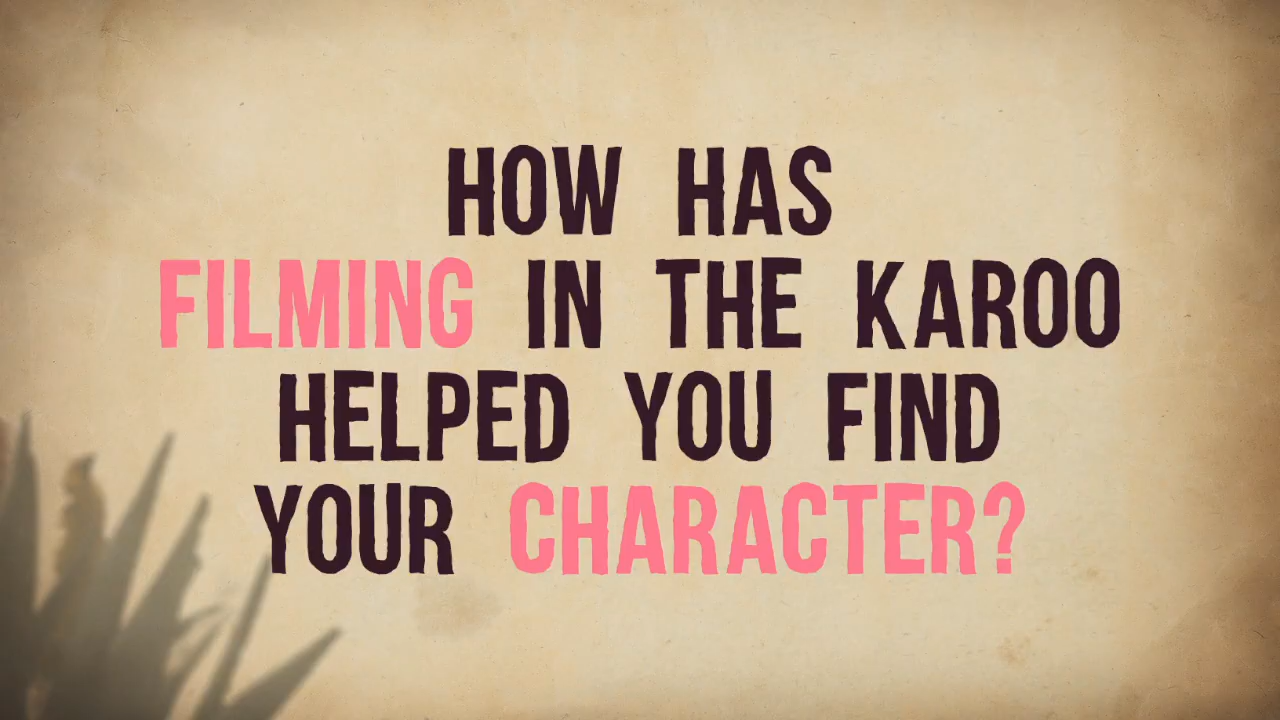 HOW HAS
FILMING IN THE KAROO
HELPED YOU FIND
YOUR CHARACTER?